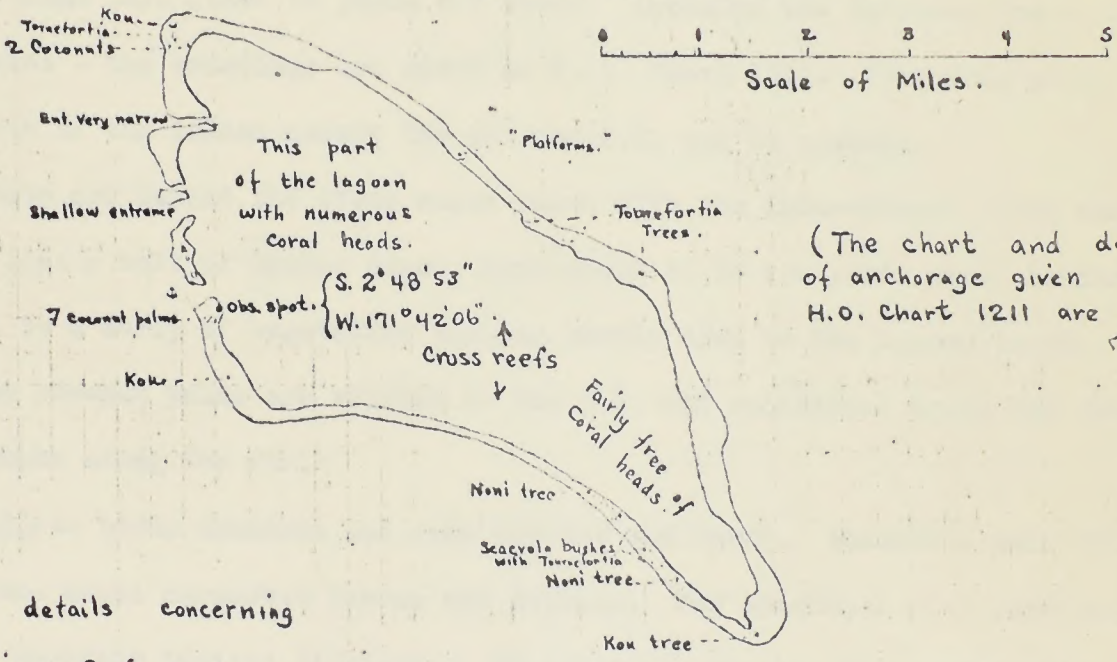 Kou
Tournefortia
2 Coconuts
Ent. very narrow
Shallow entrance
7 coconut palms
Kou
0 1 2 3 4 5
Scale of Miles.
"Platforms."
This part
of the lagoon
with numerous
Coral heads.
Tournefortia
Trees.
(The chart and d
of anchorage given
H.O. Chart 1211 are
Obs. spot.
S. 2° 48' 53"
W. 171° 42' 06"
Cross reefs
Fairly free of
Coral heads.
Noni tree
Scaevola bushes
with Tournefortia
Noni tree
Kou tree
details concerning